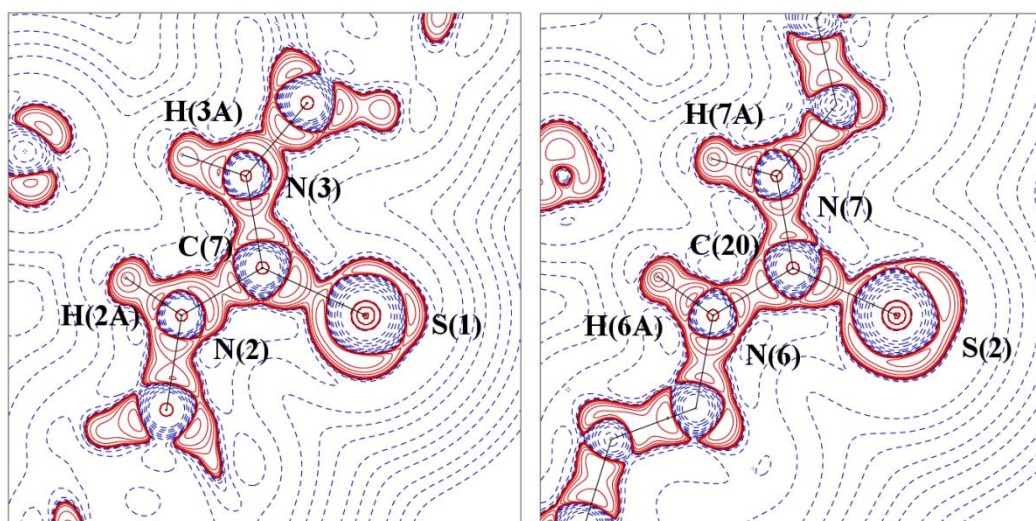 H(3A)
N(3)
C(7)
H(2A)
N(2)
S(1)
H(7A)
N(7)
C(20)
H(6A)
N(6)
S(2)